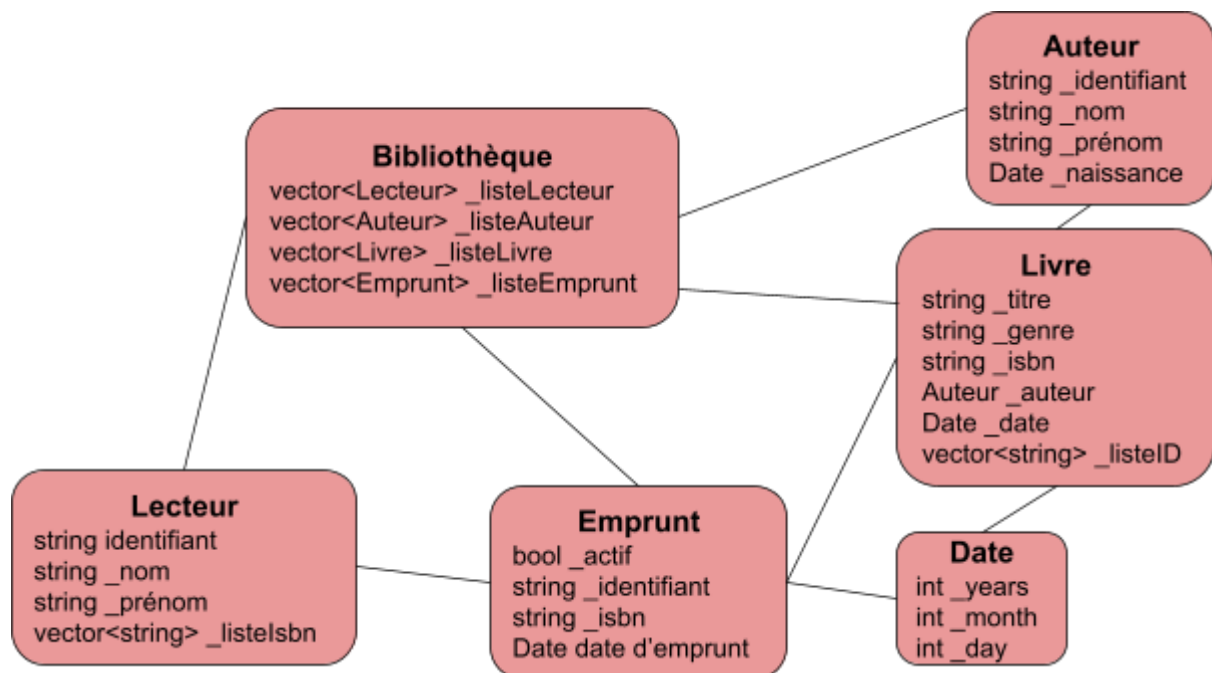 Auteur
string _identifiant
string _nom
string _prénom
Date _naissance
Bibliothèque
vector<Lecteur> _listeLecteur
vector<Auteur> _listeAuteur
vector<Livre> _listeLivre
vector<Emprunt> _listeEmprunt
Livre
string _titre
string _genre
string _isbn
Auteur _auteur
Date _date
vector<string> _listeID
Lecteur
string identifiant
string _nom
string _prénom
vector<string> _listeIsbn
Emprunt
bool _actif
string _identifiant
string _isbn
Date date d'emprunt
Date
int _years
int _month
int _day